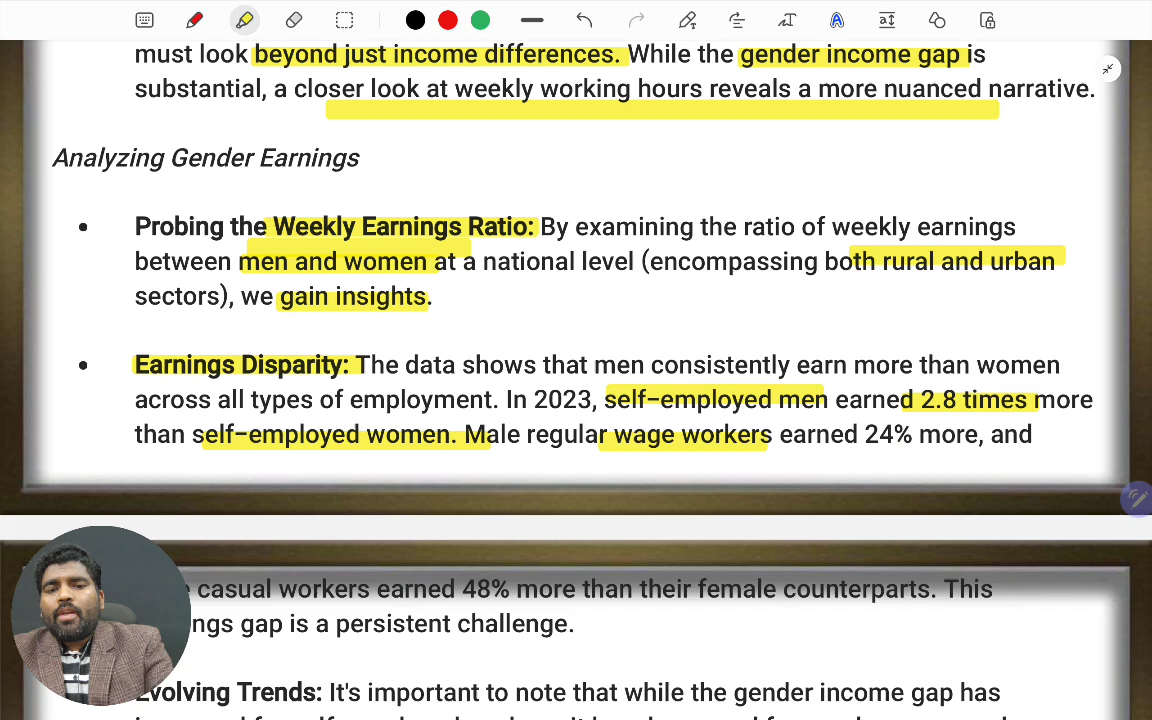 must look beyond just income differences. While the gender income gap is
substantial, a closer look at weekly working hours reveals a more nuanced narrative.
Analyzing Gender Earnings
• Probing the Weekly Earnings Ratio: By examining the ratio of weekly earnings
between men and women at a national level (encompassing both rural and urban
sectors), we gain insights.
• Earnings Disparity: The data shows that men consistently earn more than women
across all types of employment. In 2023, self-employed men earned 2.8 times more
than self-employed women. Male regular wage workers earned 24% more, and
casual workers earned 48% more than their female counterparts. This
gap is a persistent challenge.
Evolving Trends: It's important to note that while the gender income gap has